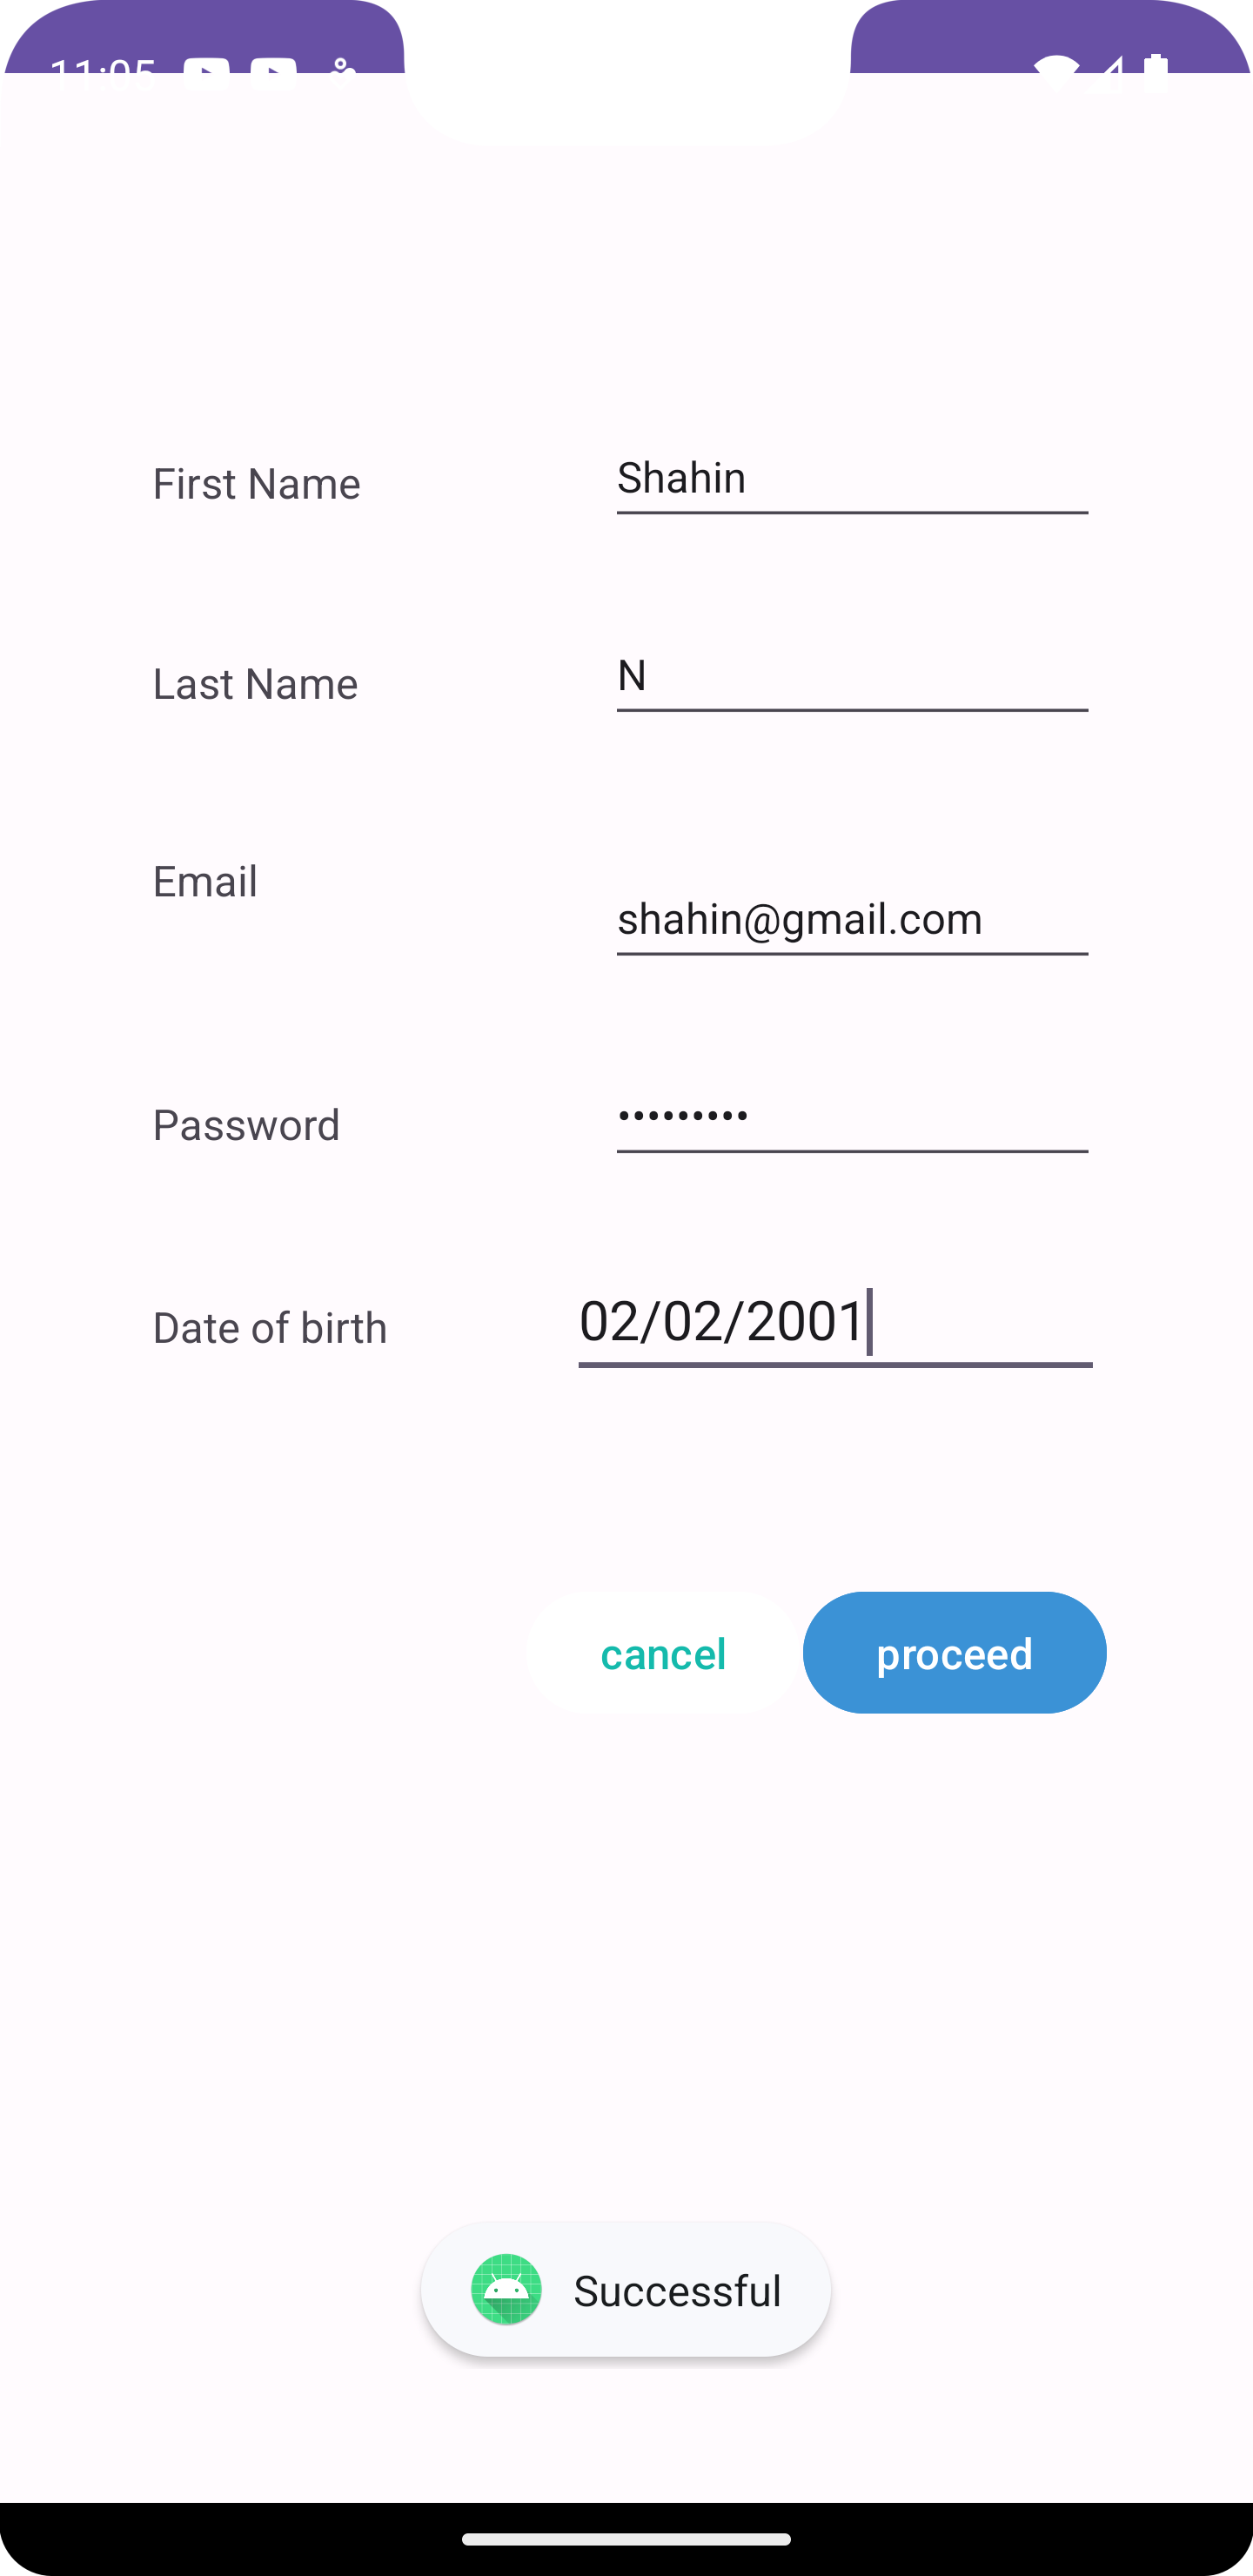 11:05
First Name
Shahin
Last Name
N
Email
shahin@gmail.com
Password
•••••••••
Date of birth
02/02/2001
cancel
proceed
Successful